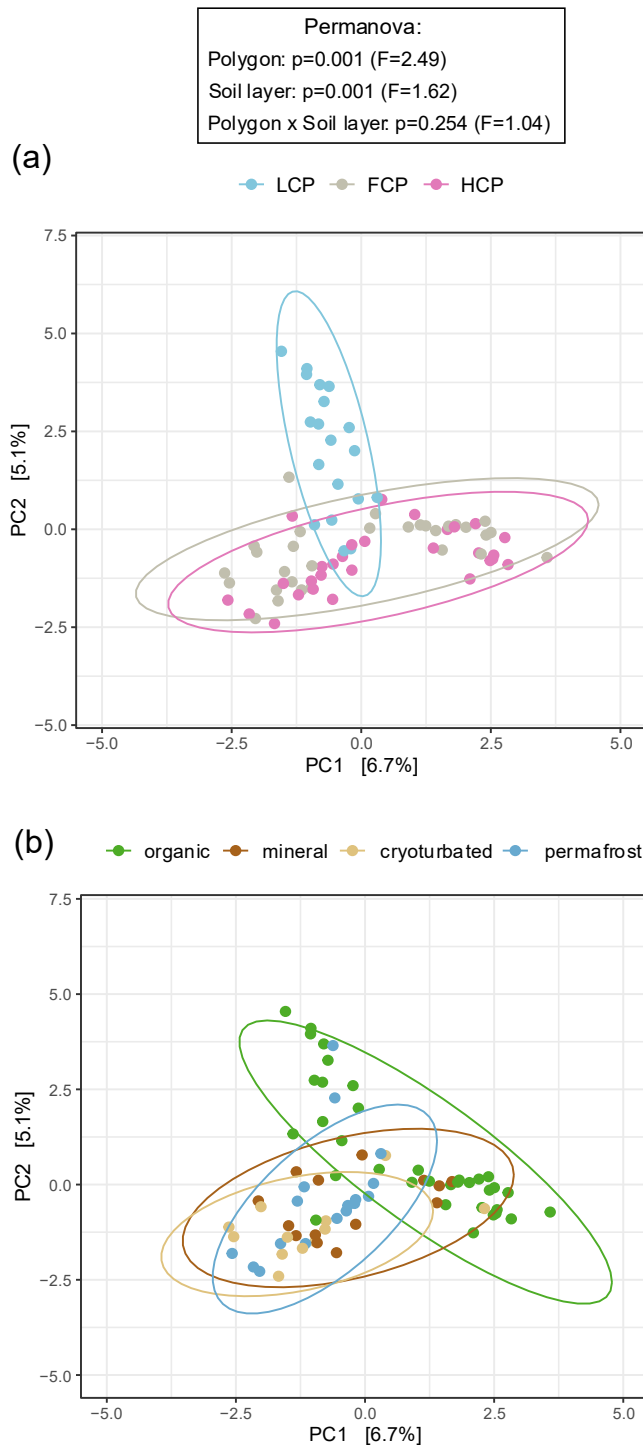 Permanova:
Polygon: p=0.001 (F=2.49)
Soil layer: p=0.001 (F=1.62)
Polygon x Soil layer: p=0.254 (F=1.04)
(a)
LCP FCP HCP
7.5
5.0
2.5
0.0
−2.5
−5.0
PC2 [5.1%]
−5.0 −2.5 0.0 2.5 5.0
PC1 [6.7%]
(b)
organic mineral cryoturbated permafrost
7.5
5.0
2.5
0.0
−2.5
−5.0
PC2 [5.1%]
−5.0 −2.5 0.0 2.5 5.0
PC1 [6.7%]